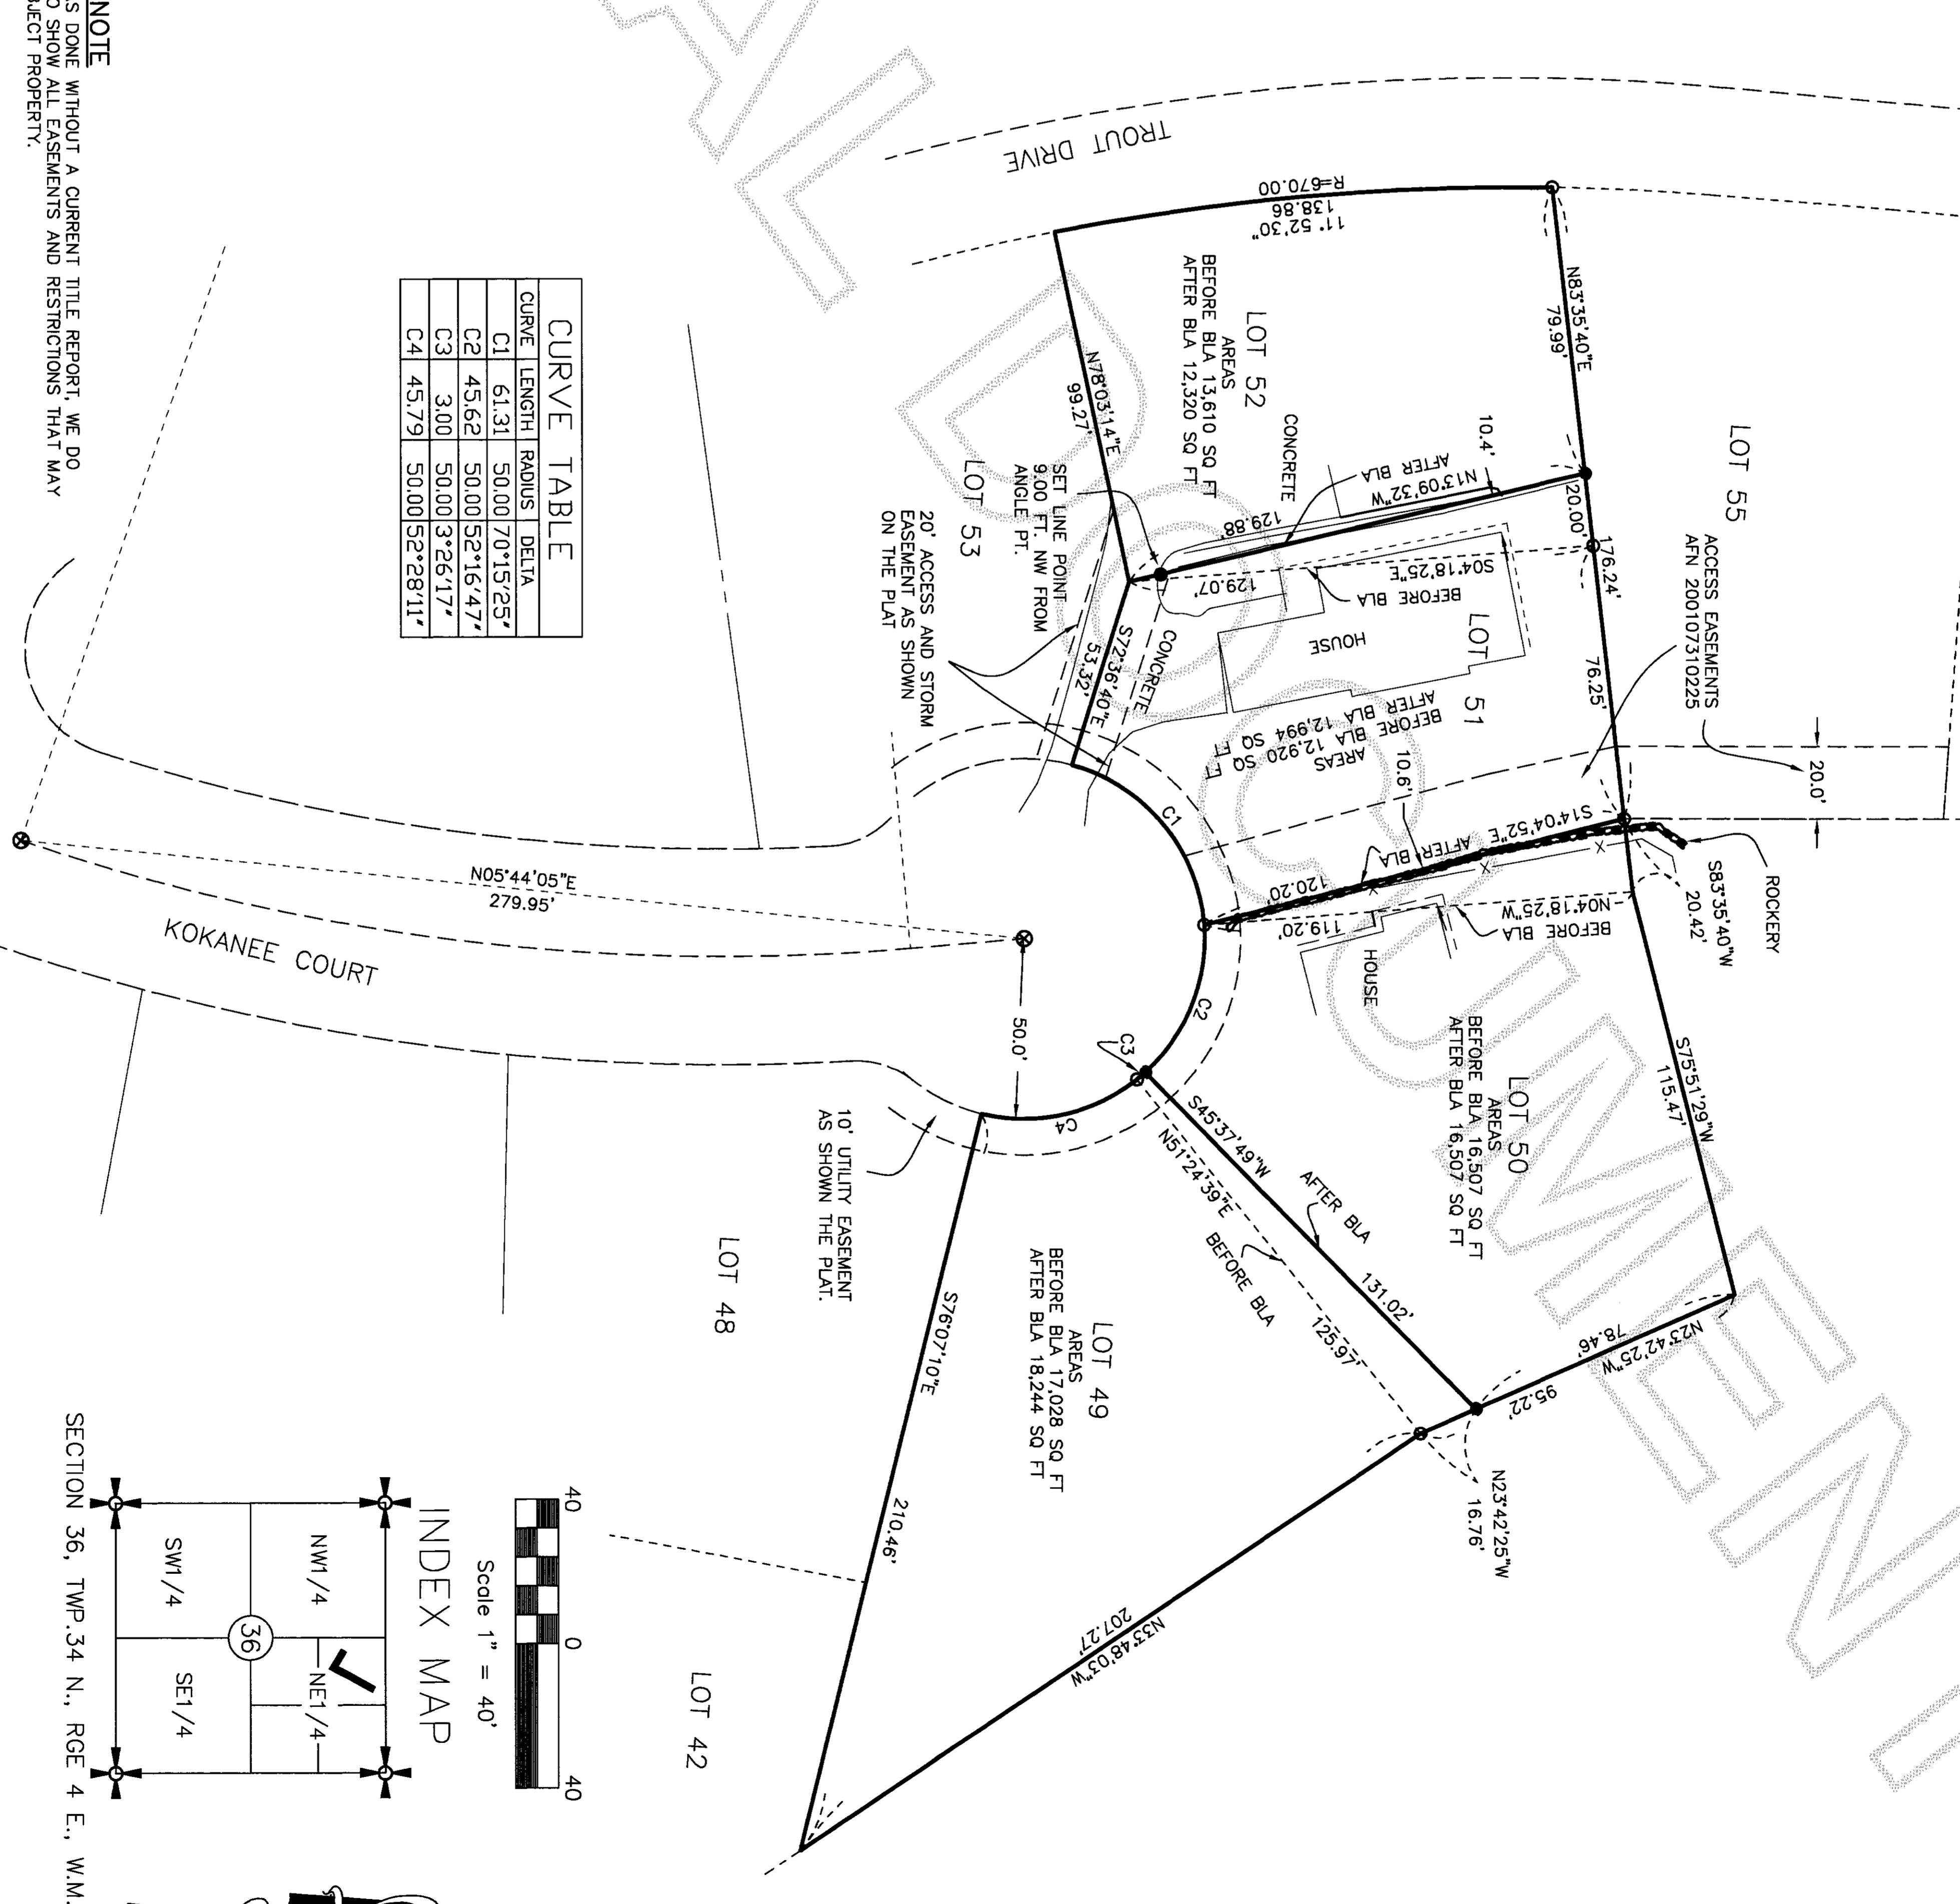 NOTE
AS DONE WITHOUT A CURRENT TITLE REPORT, WE DO
O SHOW ALL EASEMENTS AND RESTRICTIONS THAT MAY
JECT PROPERTY.
TROUT DRIVE
R=670.00
138.86
11°52'30"
N83°35'40"E
79.99'
LOT 55
ACCESS EASEMENTS
AFN 200107310225
20.0'
LOT 52
AREAS
BEFORE BLA 13,610 SQ FT
AFTER BLA 12,320 SQ FT
CONCRETE
10.4'
N13°09'32"W
AFTER BLA
129.88'
20.00'
176.24'
76.25'
S04°18'25"E
BEFORE BLA
129.07'
N78°03'14"E
99.27'
SET LINE POINT
9.00 FT. NW FROM
ANGLE PT.
LOT 53
20' ACCESS AND STORM
EASEMENT AS SHOWN
ON THE PLAT
HOUSE
LOT 51
AREAS
BEFORE BLA 12,920 SQ FT
AFTER BLA 12,994 SQ FT
CONCRETE
S72°36'40"E
53.32'
10.6'
S14°04'52"E
AFTER BLA
120.20'
ROCKERY
S83°35'40"W
20.42'
N04°18'25"W
BEFORE BLA
119.20'
HOUSE
C1
C2
C3
C4
50.0'
CURVE TABLE
CURVE LENGTH RADIUS DELTA
C1 61.31 50.00 70°15'25"
C2 45.62 50.00 52°16'47"
C3 3.00 50.00 3°26'17"
C4 45.79 50.00 52°28'11"
N05°44'05"E
279.95'
KOKANEE COURT
LOT 50
AREAS
BEFORE BLA 16,507 SQ FT
AFTER BLA 16,507 SQ FT
S75°51'29"W
115.47'
N23°42'25"W
78.46'
95.22'
S45°37'49"W
AFTER BLA
131.02'
N51°24'39"E
BEFORE BLA
125.97'
N23°42'25"W
16.76'
10' UTILITY EASEMENT
AS SHOWN THE PLAT.
LOT 49
AREAS
BEFORE BLA 17,028 SQ FT
AFTER BLA 18,244 SQ FT
LOT 48
S76°07'10"E
210.46'
N33°48'03"W
207.27'
LOT 42
40 0 40
Scale 1" = 40'
INDEX MAP
NW1/4
NE1/4
36
SW1/4
SE1/4
SECTION 36, TWP.34 N., RGE 4 E., W.M.
AL DOCUMENT